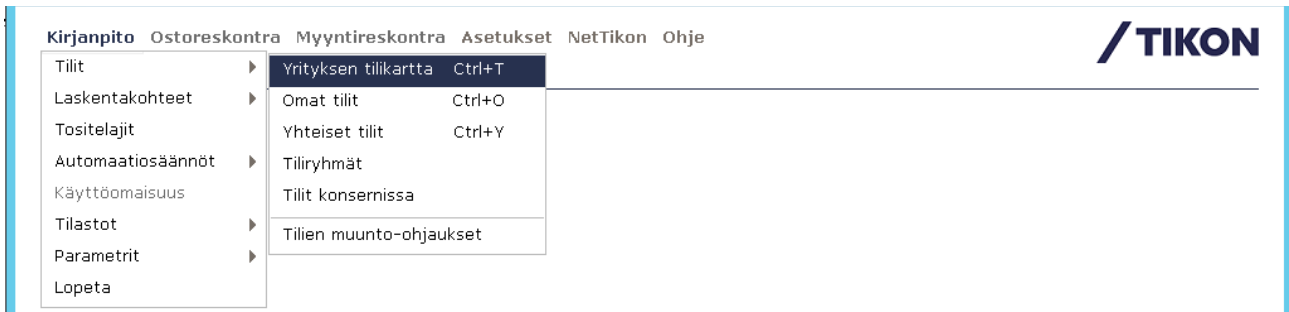 Kirjanpito Ostoreskontra Myyntireskontra Asetukset NetTikon Ohje
/TIKON
Tilit
Laskentakohteet
Tositelajit
Automaatiosäännöt
Käyttöomaisuus
Tilastot
Parametrit
Lopeta
Yrityksen tilikartta Ctrl+T
Omat tilit Ctrl+O
Yhteiset tilit Ctrl+Y
Tiliryhmät
Tilit konsernissa
Tilien muunto-ohjaukset